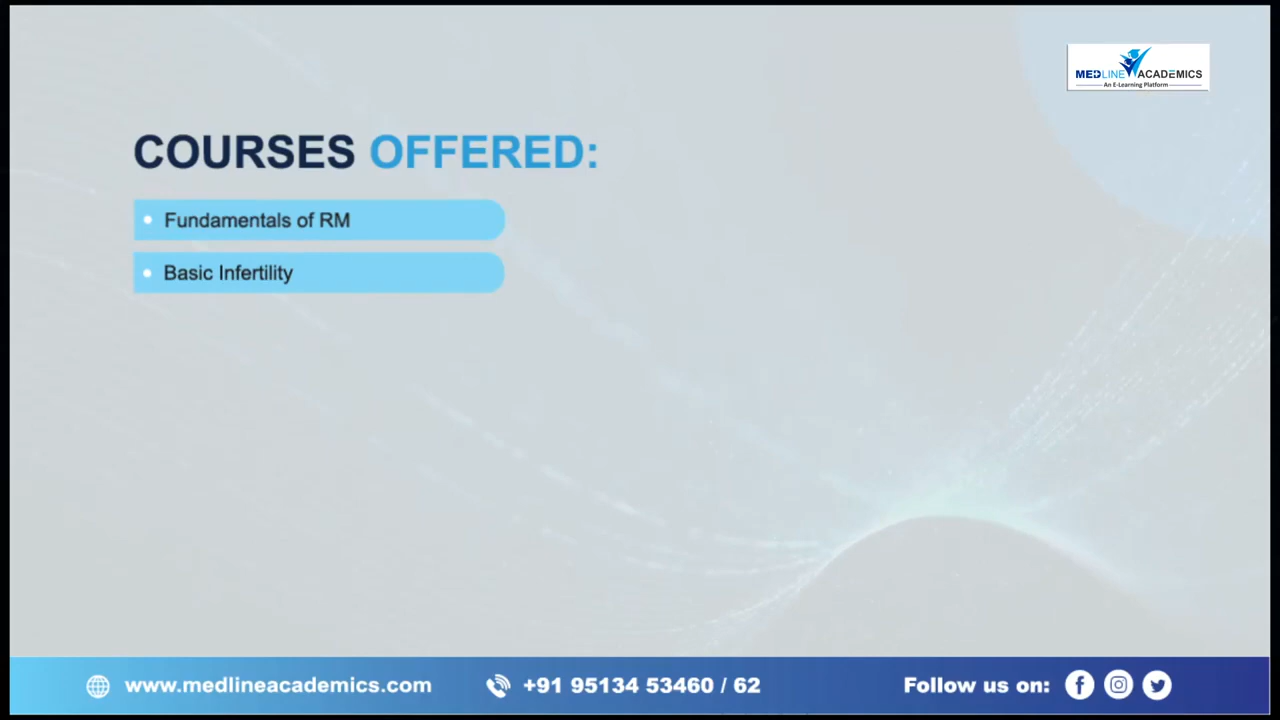 MEDLINE ACADEMICS
An E-Learning Platform
COURSES OFFERED:
Fundamentals of RM
Basic Infertility
www.medlineacademics.com
+91 95134 53460 / 62
Follow us on: